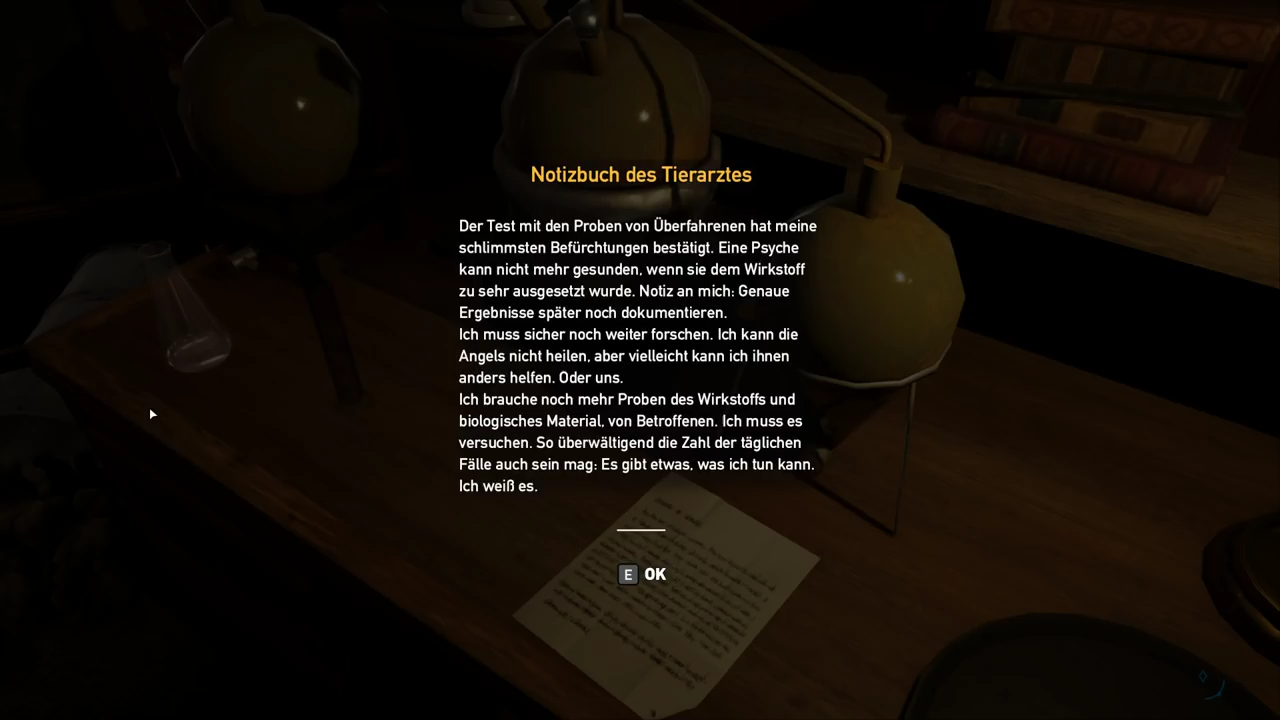 Notizbuch des Tierarztes
Der Test mit den Proben von Überfahrenen hat meine
schlimmsten Befürchtungen bestätigt. Eine Psyche
kann nicht mehr gesunden, wenn sie dem Wirkstoff
zu sehr ausgesetzt wurde. Notiz an mich: Genaue
Ergebnisse später noch dokumentieren.
Ich muss sicher noch weiter forschen. Ich kann die
Angels nicht heilen, aber vielleicht kann ich ihnen
anders helfen. Oder uns.
Ich brauche noch mehr Proben des Wirkstoffs und
biologisches Material, von Betroffenen. Ich muss es
versuchen. So überwältigend die Zahl der täglichen
Fälle auch sein mag: Es gibt etwas, was ich tun kann.
Ich weiß es.
E OK